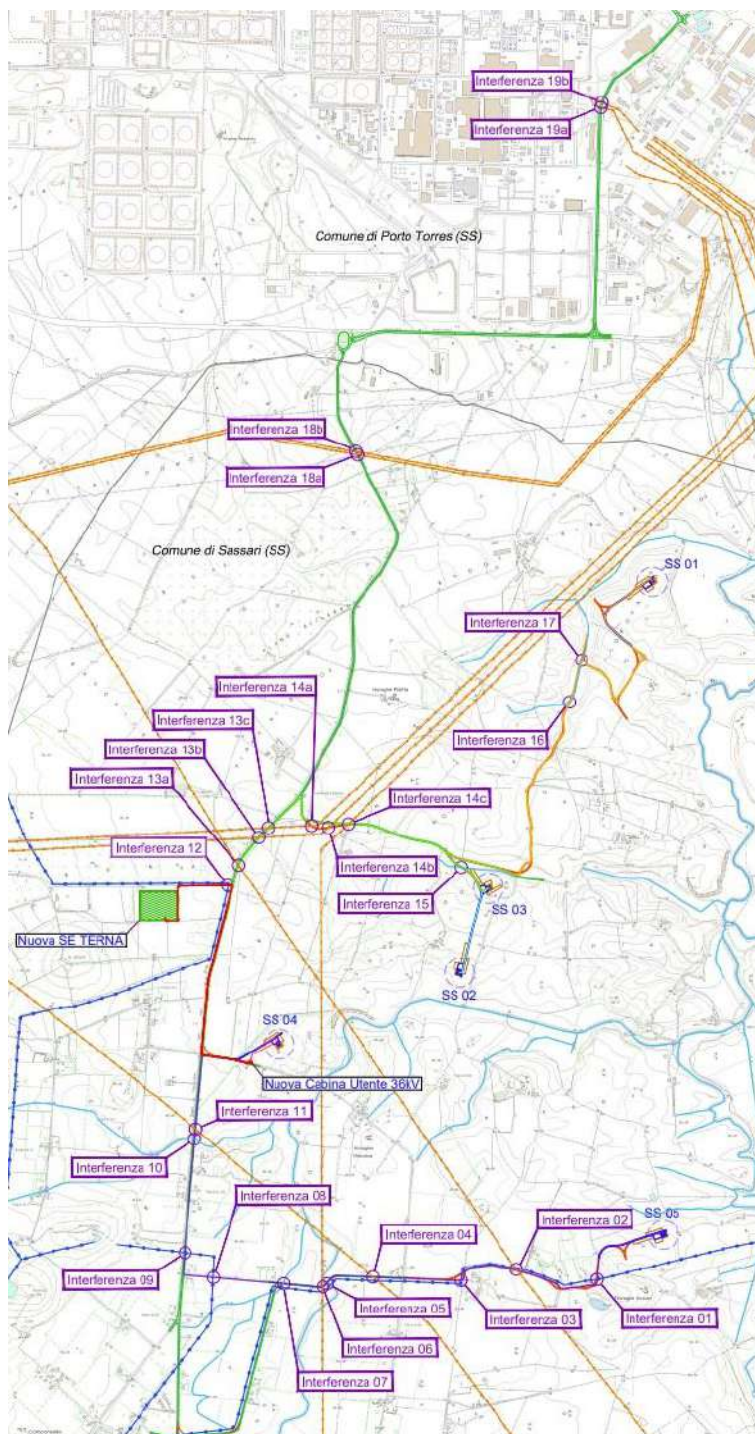 Interferenza 19b
Interferenza 19a
Comune di Porto Torres (SS)
Interferenza 18b
Interferenza 18a
Comune di Sassari (SS)
SS 01
Interferenza 17
Interferenza 14a
Interferenza 13c
Interferenza 16
Interferenza 13b
Interferenza 13a
Interferenza 14c
Interferenza 12
Interferenza 14b
Interferenza 15
SS 03
Nuova SE TERNA
SS 02
SS 04
Nuova Cabina Utente 36kV
Interferenza 11
Interferenza 10
Interferenza 08
Interferenza 04
Interferenza 02
SS 05
Interferenza 09
Interferenza 05
Interferenza 03
Interferenza 01
Interferenza 06
Interferenza 07